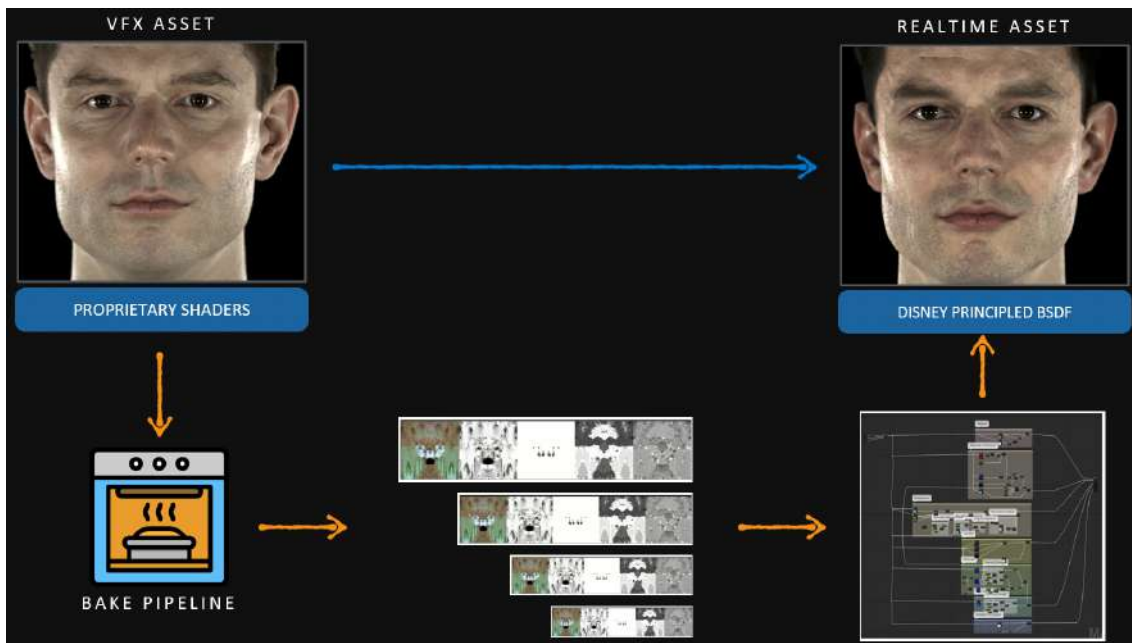 VFX ASSET
REALTIME ASSET
PROPRIETARY SHADERS
DISNEY PRINCIPLED BSDF
BAKE PIPELINE